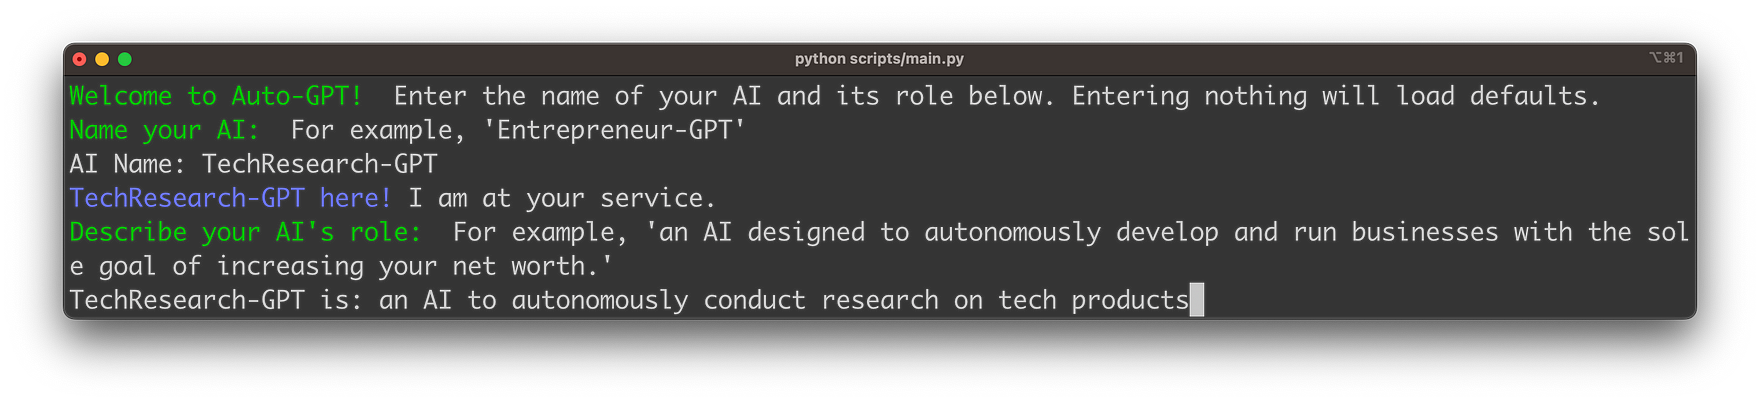 python scripts/main.py
⌥⌘1
Welcome to Auto-GPT!  Enter the name of your AI and its role below. Entering nothing will load defaults.
Name your AI:  For example, 'Entrepreneur-GPT'
AI Name: TechResearch-GPT
TechResearch-GPT here! I am at your service.
Describe your AI's role:  For example, 'an AI designed to autonomously develop and run businesses with the sol
e goal of increasing your net worth.'
TechResearch-GPT is: an AI to autonomously conduct research on tech products